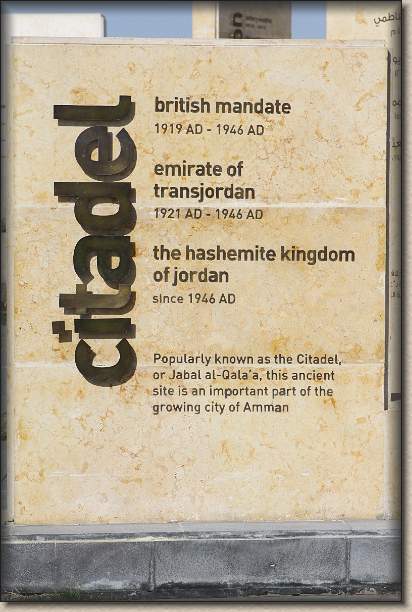 citadel
british mandate
1919 AD - 1946 AD
emirate of
transjordan
1921 AD - 1946 AD
the hashemite kingdom
of jordan
since 1946 AD
Popularly known as the Citadel,
or Jabal al-Qala'a, this ancient
site is an important part of the
growing city of Amman